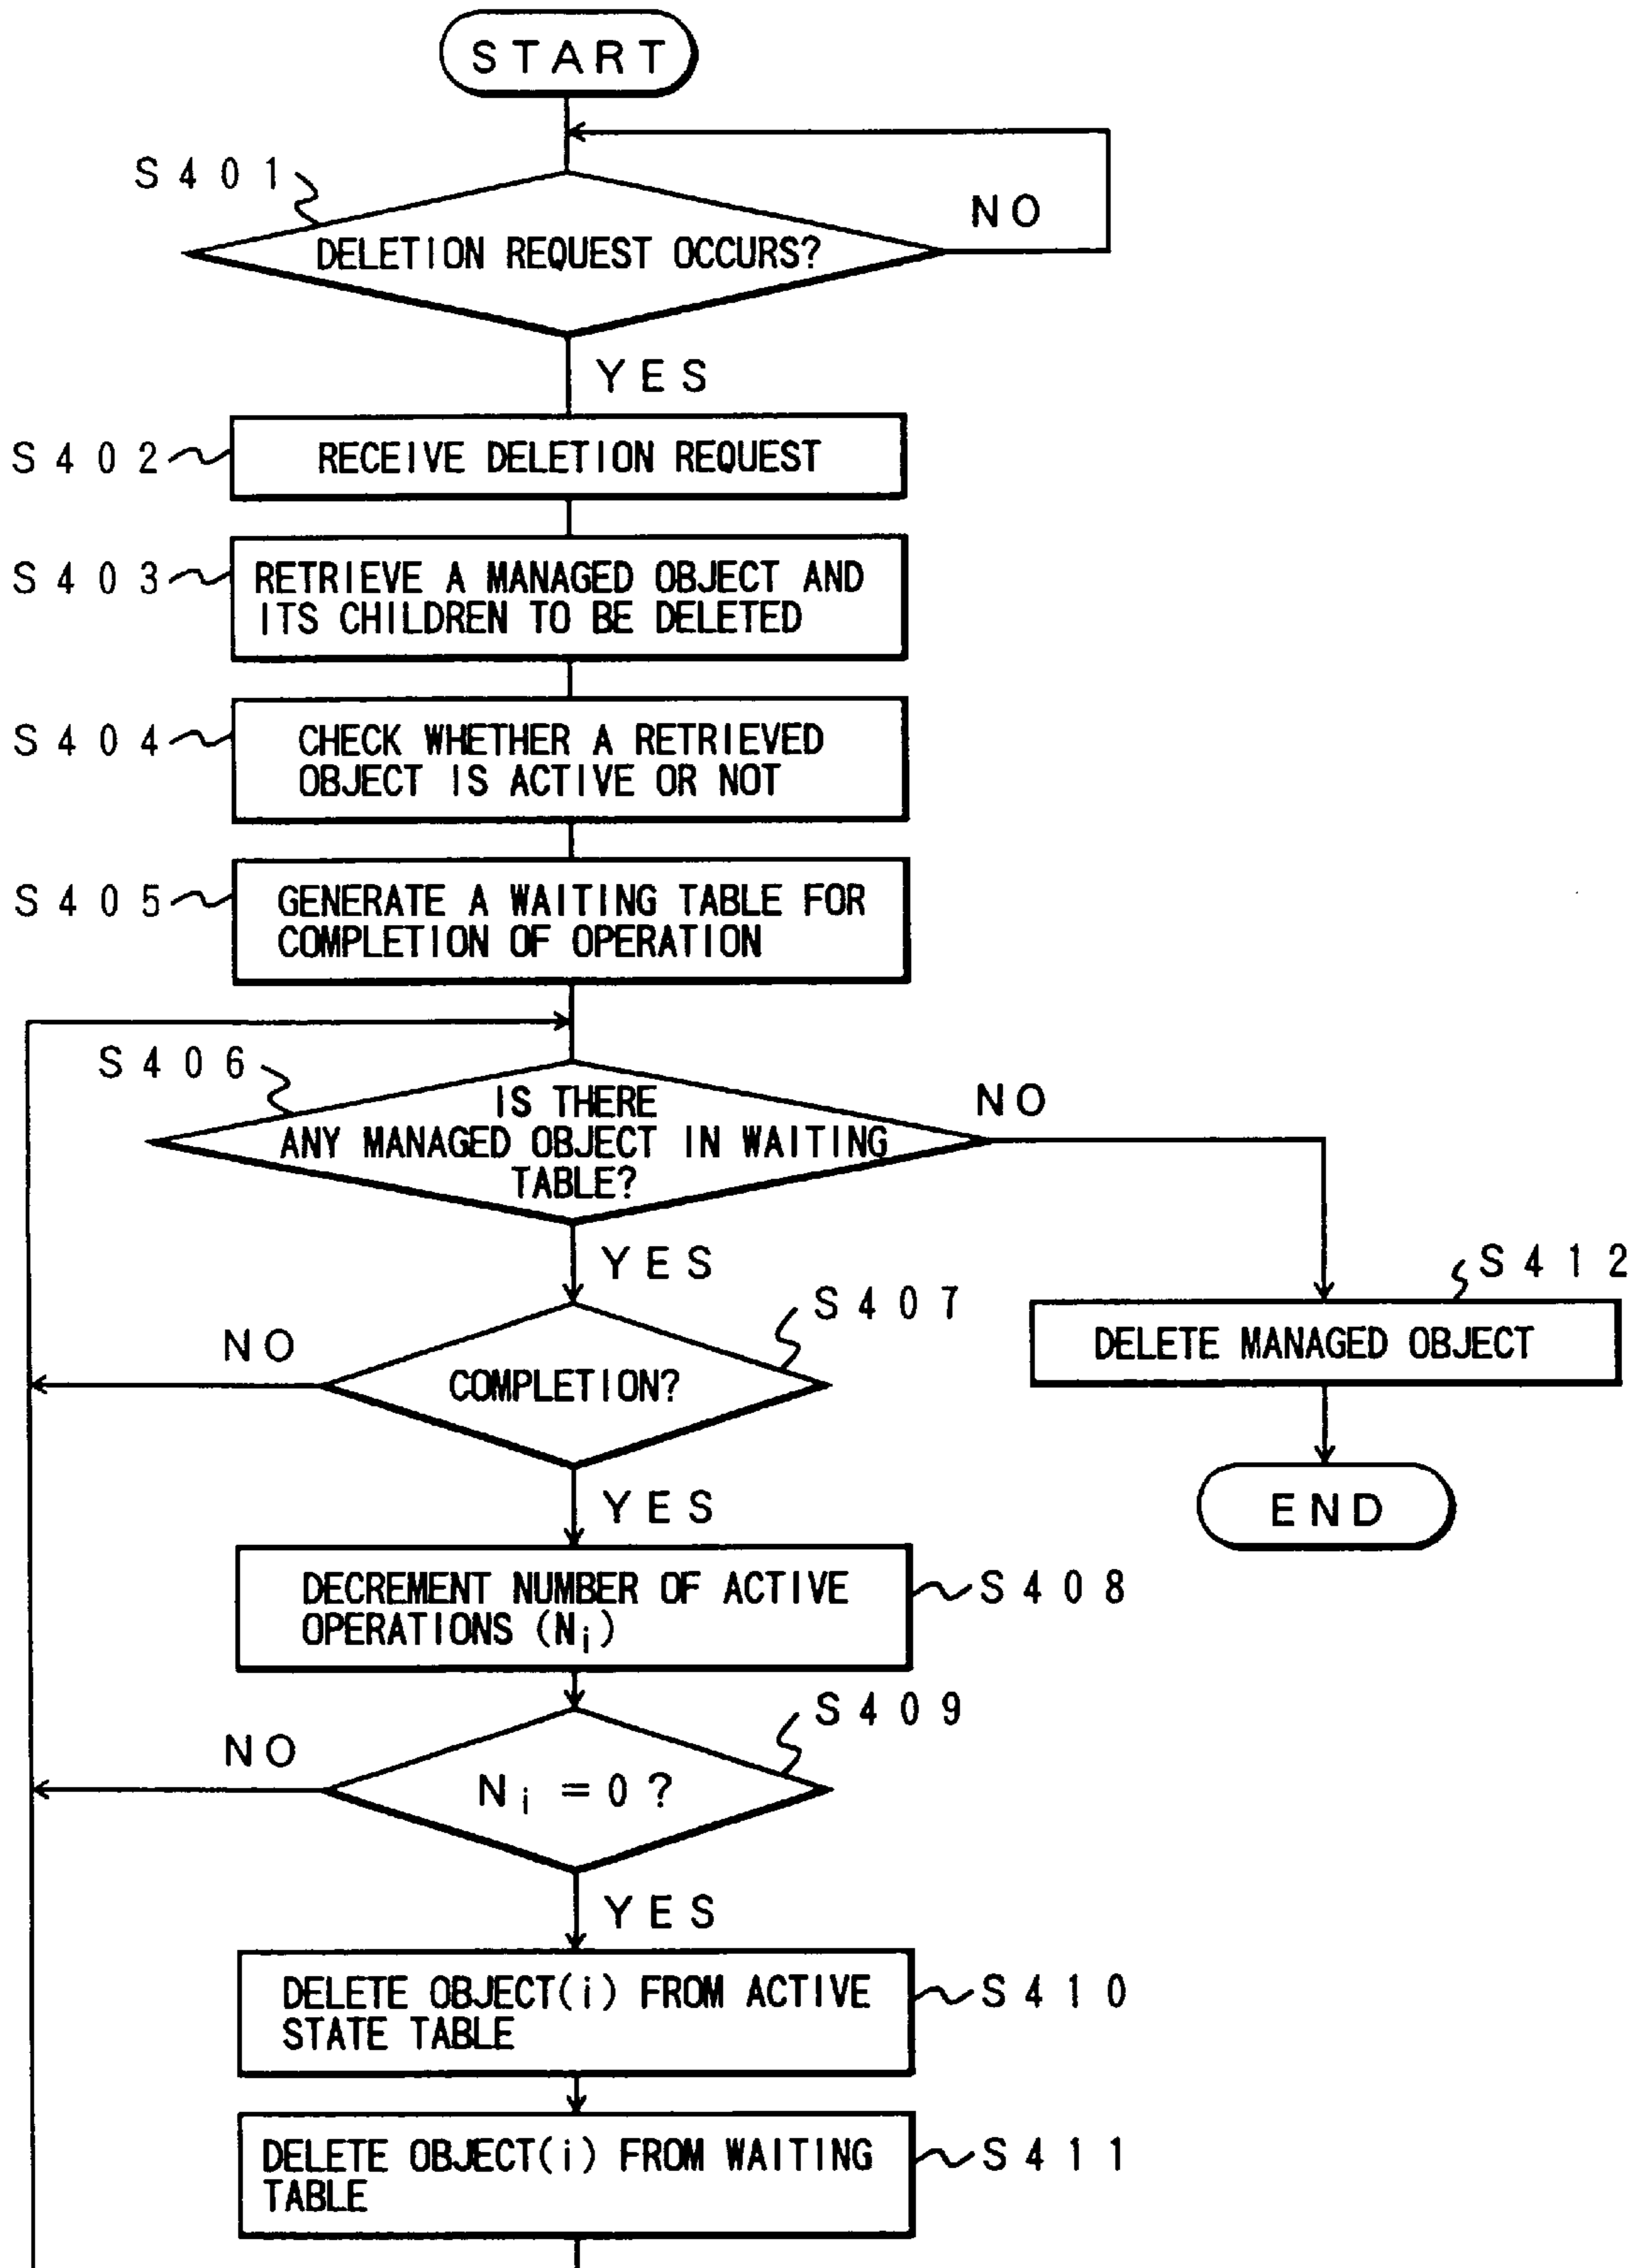 START
S401
NO
DELETION REQUEST OCCURS?
YES
S402
RECEIVE DELETION REQUEST
S403
RETRIEVE A MANAGED OBJECT AND
ITS CHILDREN TO BE DELETED
S404
CHECK WHETHER A RETRIEVED
OBJECT IS ACTIVE OR NOT
S405
GENERATE A WAITING TABLE FOR
COMPLETION OF OPERATION
S406
IS THERE
ANY MANAGED OBJECT IN WAITING
TABLE?
NO
YES
S412
DELETE MANAGED OBJECT
END
S407
NO
COMPLETION?
YES
DECREMENT NUMBER OF ACTIVE
OPERATIONS (Ni)
S408
S409
NO
Ni = 0 ?
YES
DELETE OBJECT(i) FROM ACTIVE
STATE TABLE
S410
DELETE OBJECT(i) FROM WAITING
TABLE
S411